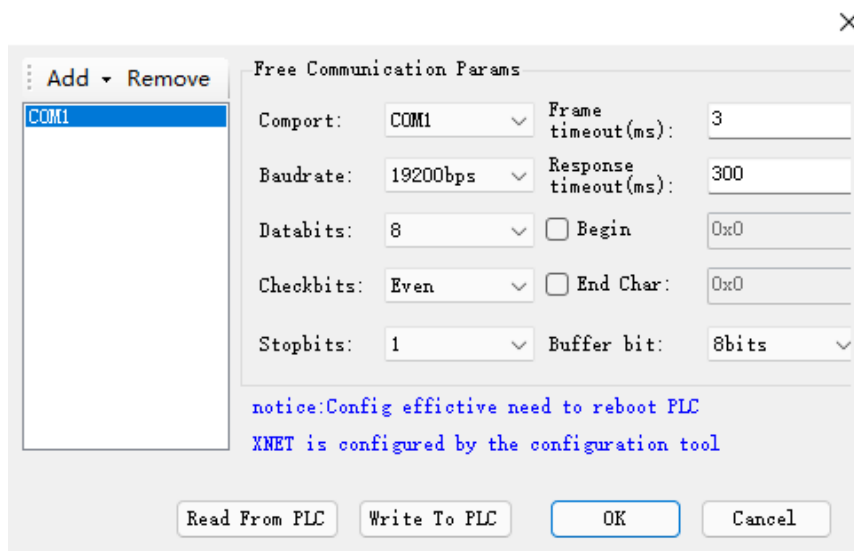 Add Remove
COM1
Free Communication Params
Comport: COM1 Frame timeout(ms): 3
Baudrate: 19200bps Response timeout(ms): 300
Databits: 8 Begin 0x0
Checkbits: Even End Char: 0x0
Stopbits: 1 Buffer bit: 8bits
notice:Config effictive need to reboot PLC
XNET is configured by the configuration tool
Read From PLC Write To PLC OK Cancel